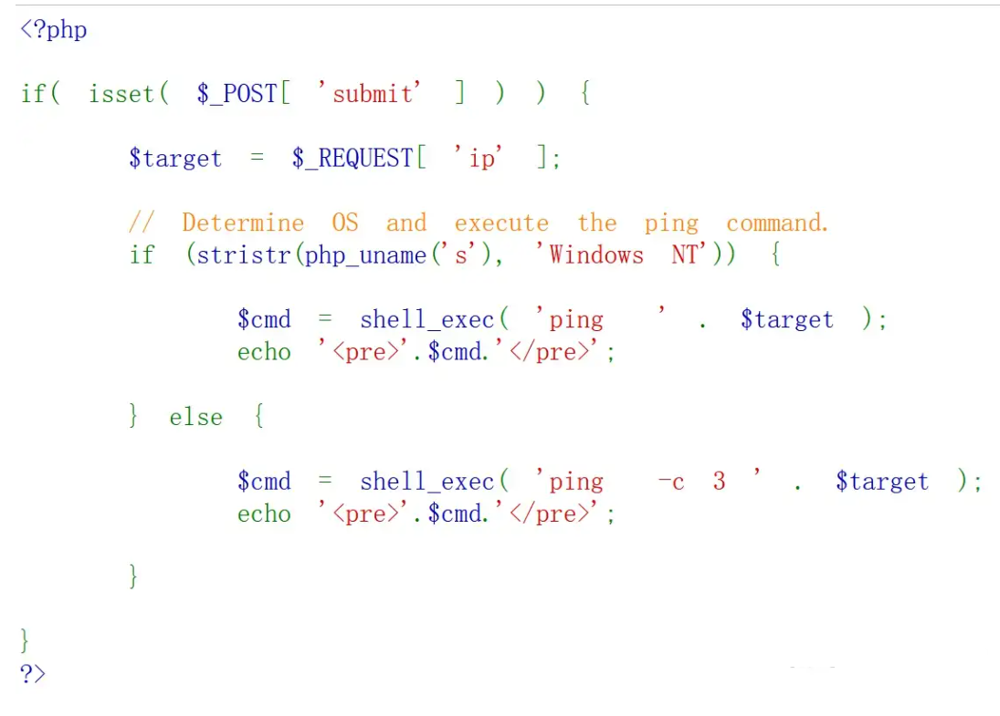 <?php
if( isset( $_POST[ 'submit' ] ) ) {
$target = $_REQUEST[ 'ip' ];
// Determine OS and execute the ping command.
if (stristr(php_uname('s'), 'Windows NT')) {
$cmd = shell_exec( 'ping ' . $target );
echo '<pre>'.$cmd.'</pre>';
} else {
$cmd = shell_exec( 'ping -c 3 ' . $target );
echo '<pre>'.$cmd.'</pre>';
}
}
?>